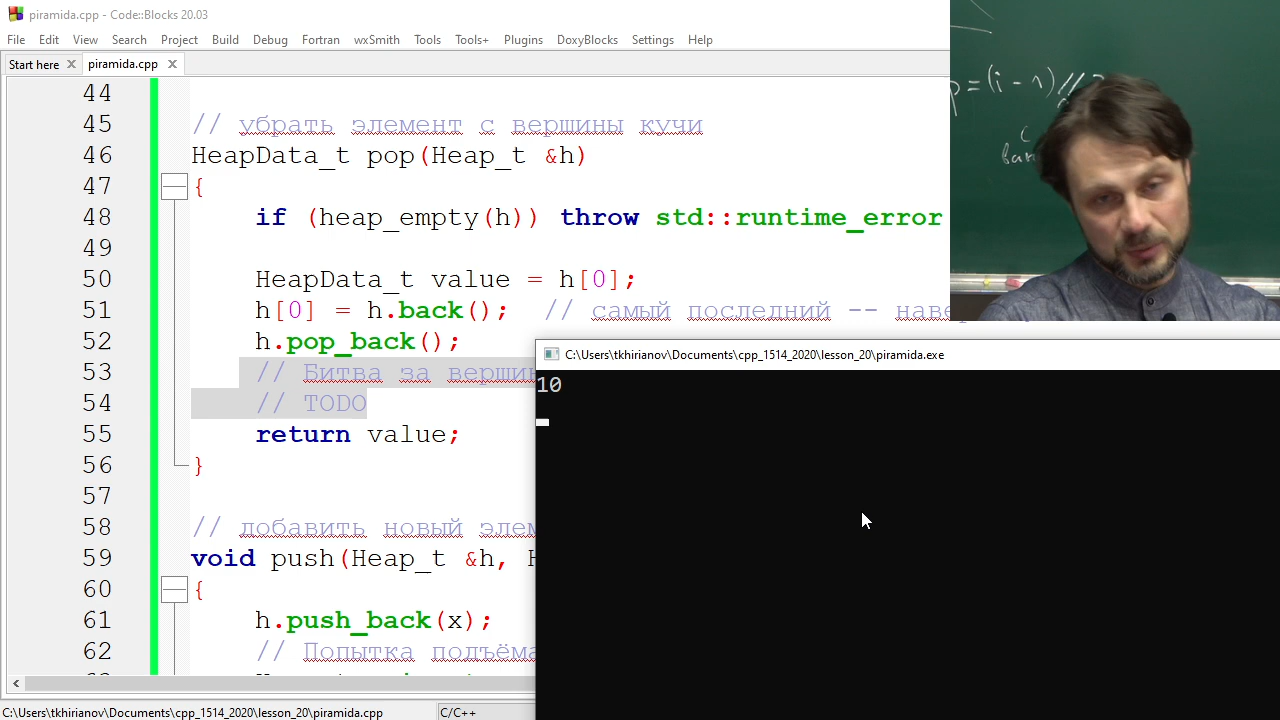 piramida.cpp - Code::Blocks 20.03
File Edit View Search Project Build Debug Fortran wxSmith Tools Tools+ Plugins DoxyBlocks Settings Help
Start here piramida.cpp
44
45 // убрать элемент с вершины кучи
46 HeapData_t pop(Heap_t &h)
47 {
48 if (heap_empty(h)) throw std::runtime_error
49
50 HeapData_t value = h[0];
51 h[0] = h.back(); // самый последний --
52 h.pop_back();
53 // Битва за
54 // TODO
55 return value;
56 }
57
58 // добавить новый
59 void push(Heap_t &h,
60 {
61 h.push_back(x);
62 // Попытка
C:\Users\tkhirianov\Documents\cpp_1514_2020\lesson_20\piramida.cpp C/C++
p=(i-1)//
C:\Users\tkhirianov\Documents\cpp_1514_2020\lesson_20\piramida.exe
10